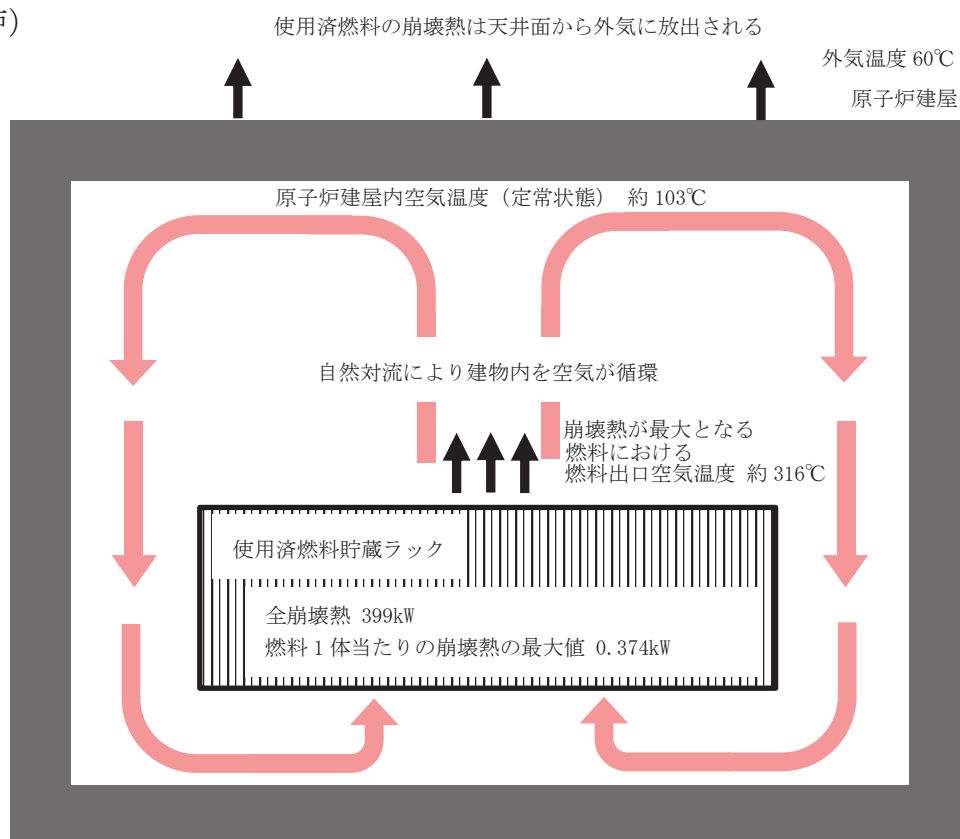 使用済燃料の崩壊熱は天井面から外気に放出される
外気温度 60℃
原子炉建屋
原子炉建屋内空気温度（定常状態） 約 103℃
自然対流により建物内を空気が循環
崩壊熱が最大となる
燃料における
燃料出口空気温度 約 316℃
使用済燃料貯蔵ラック
全崩壊熱 399kW
燃料 1 体当たりの崩壊熱の最大値 0.374kW